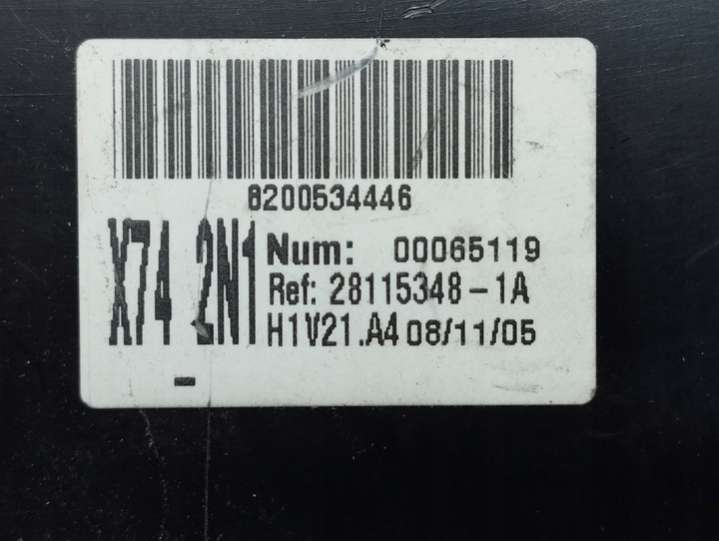 8200534446
X74 2N1
Num: 00065119
Ref: 28115348-1A
H1V21.A4 08/11/05
-